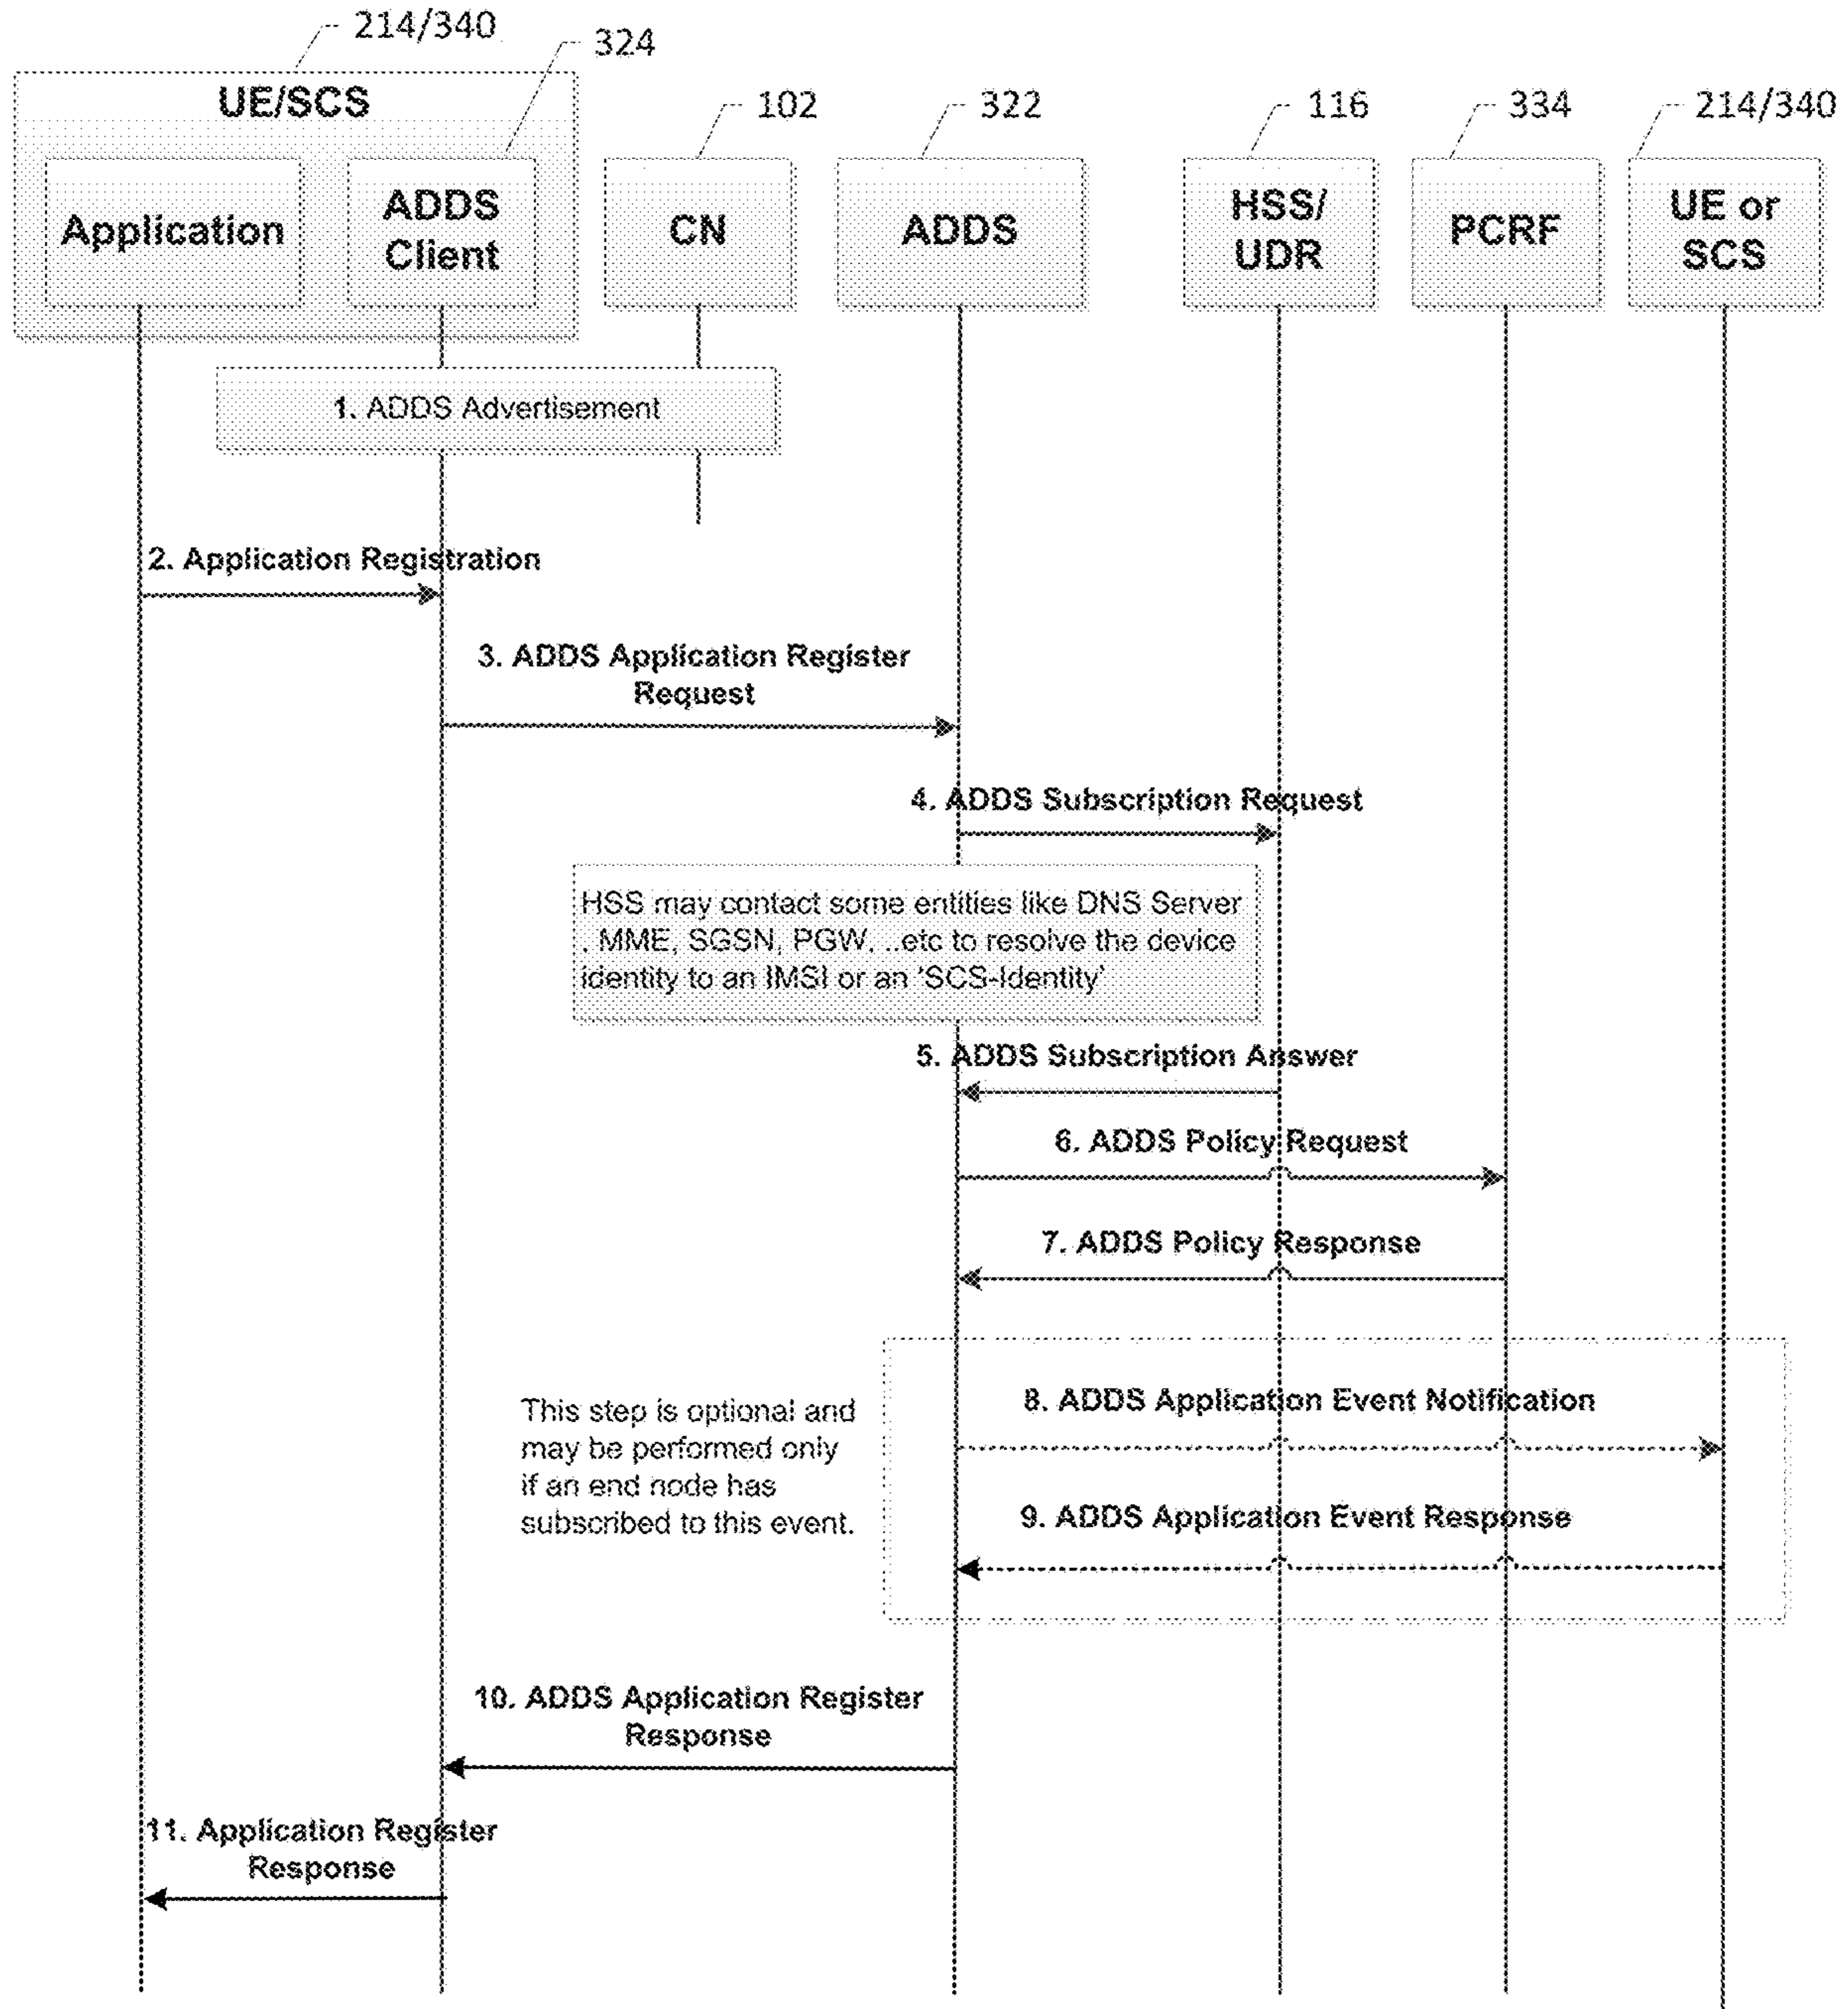 214/340
324
UE/SCS
102
322
116
334
214/340
Application
ADDS
Client
CN
ADDS
HSS/
UDR
PCRF
UE or
SCS
1. ADDS Advertisement
2. Application Registration
3. ADDS Application Register
Request
4. ADDS Subscription Request
HSS may contact some entities like DNS Server
, MME, SGSN, PGW, ..etc to resolve the device
identity to an IMSI or an 'SCS-Identity'
5. ADDS Subscription Answer
6. ADDS Policy Request
7. ADDS Policy Response
This step is optional and
may be performed only
if an end node has
subscribed to this event.
8. ADDS Application Event Notification
9. ADDS Application Event Response
10. ADDS Application Register
Response
11. Application Register
Response